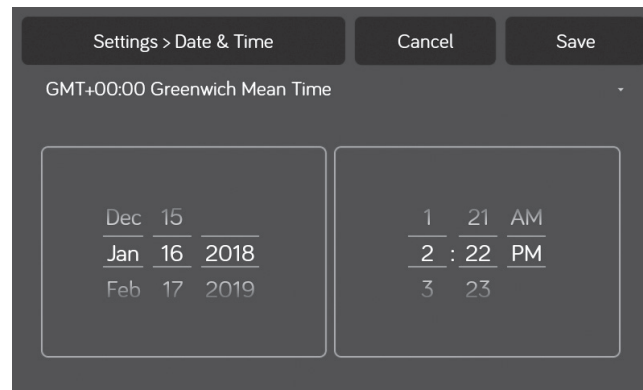 Settings > Date & Time Cancel Save
GMT+00:00 Greenwich Mean Time
Dec 15
Jan 16 2018
Feb 17 2019
1 21 AM
2 : 22 PM
3 23